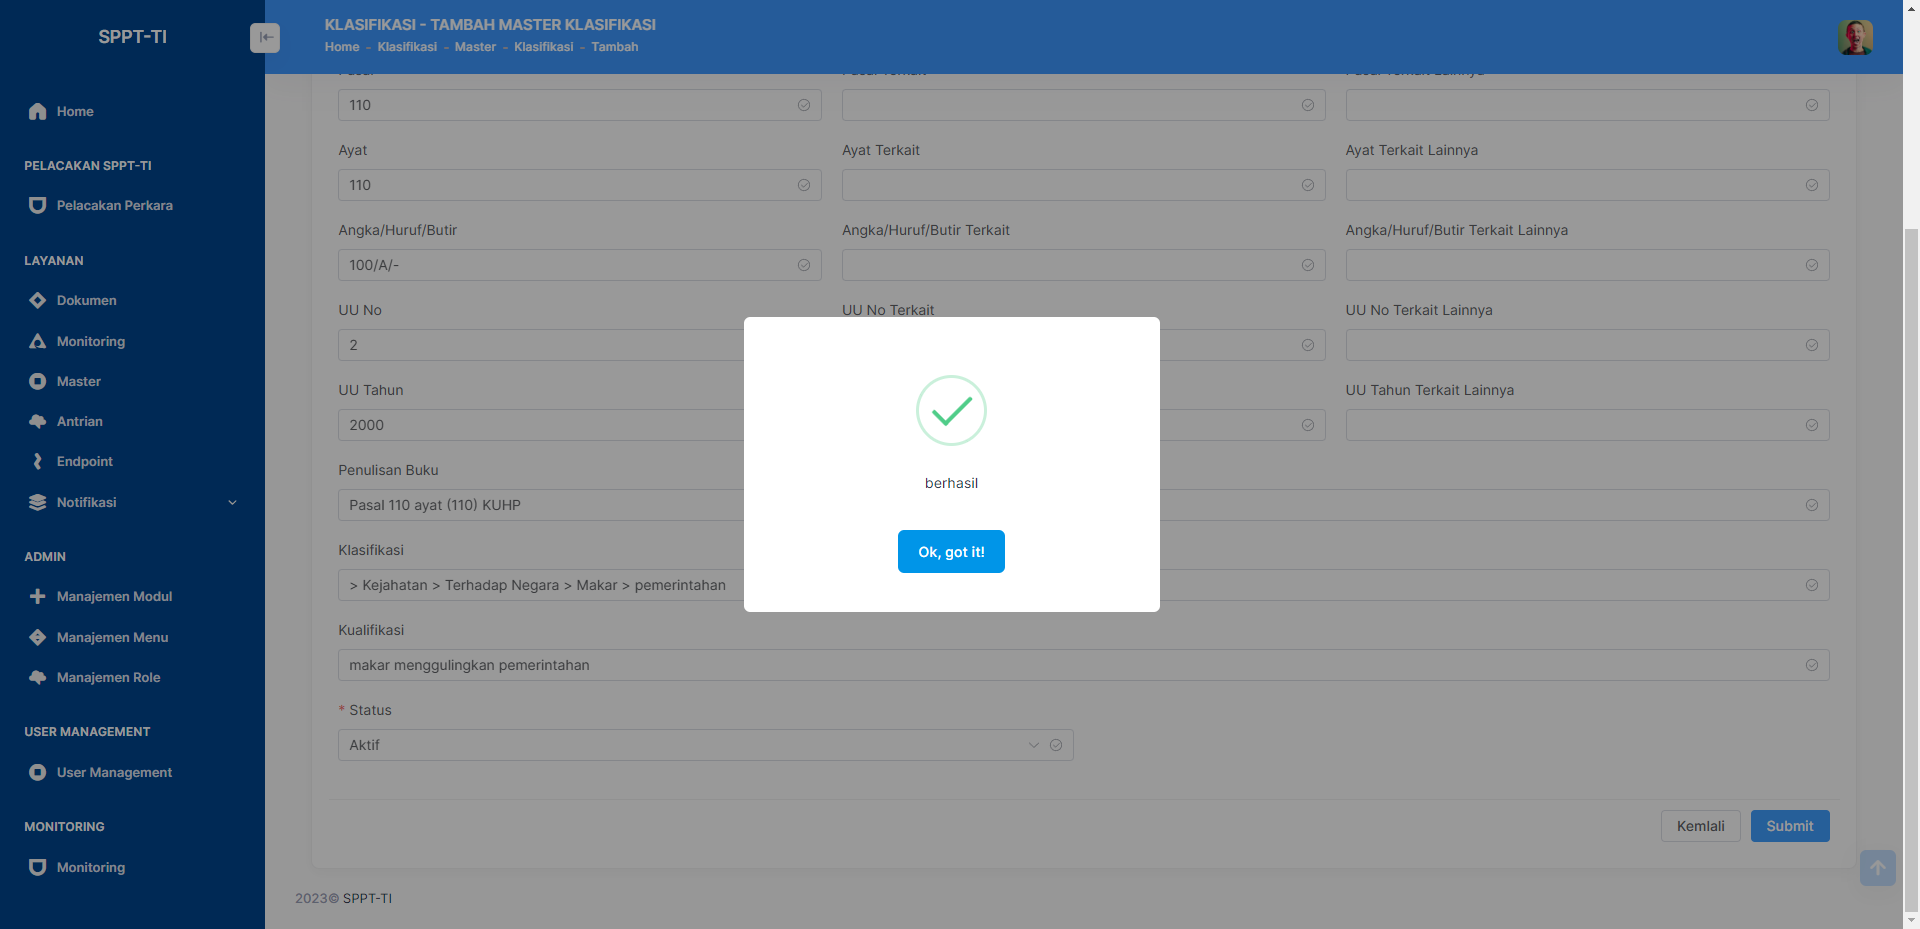 SPPT-TI
KLASIFIKASI - TAMBAH MASTER KLASIFIKASI
Home - Klasifikasi - Master - Klasifikasi - Tambah
Home
PELACAKAN SPPT-TI
Pelacakan Perkara
LAYANAN
Dokumen
Monitoring
Master
Antrian
Endpoint
Notifikasi
ADMIN
Manajemen Modul
Manajemen Menu
Manajemen Role
USER MANAGEMENT
User Management
MONITORING
Monitoring
110
Ayat
Ayat Terkait
Ayat Terkait Lainnya
110
Angka/Huruf/Butir
Angka/Huruf/Butir Terkait
Angka/Huruf/Butir Terkait Lainnya
100/A/-
UU No
UU No Terkait
UU No Terkait Lainnya
2
UU Tahun
UU Tahun Terkait Lainnya
2000
Penulisan Buku
Pasal 110 ayat (110) KUHP
Klasifikasi
> Kejahatan > Terhadap Negara > Makar > pemerintahan
Kualifikasi
makar menggulingkan pemerintahan
* Status
Aktif
berhasil
Ok, got it!
Kemlali
Submit
2023© SPPT-TI